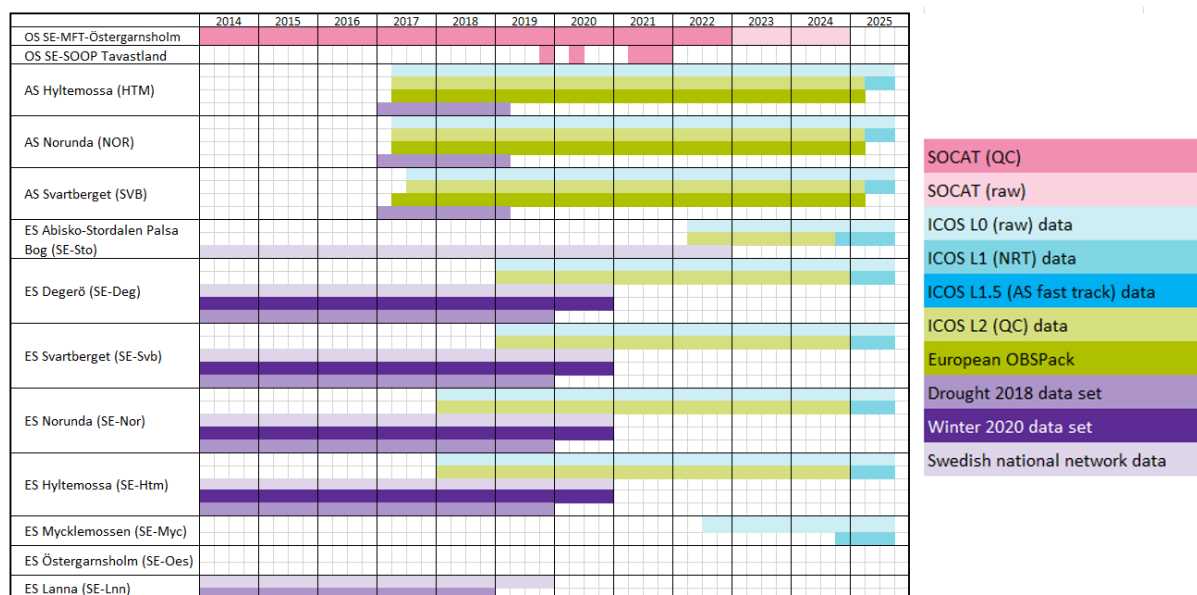 2014 2015 2016 2017 2018 2019 2020 2021 2022 2023 2024 2025
OS SE-MFT-Östergarnsholm
OS SE-SOOP Tavastland
AS Hyltemossa (HTM)
AS Norunda (NOR)
AS Svartberget (SVB)
ES Abisko-Stordalen Palsa
Bog (SE-Sto)
ES Degerö (SE-Deg)
ES Svartberget (SE-Svb)
ES Norunda (SE-Nor)
ES Hyltemossa (SE-Htm)
ES Mycklemossen (SE-Myc)
ES Östergarnsholm (SE-Oes)
ES Lanna (SE-Lnn)
SOCAT (QC)
SOCAT (raw)
ICOS L0 (raw) data
ICOS L1 (NRT) data
ICOS L1.5 (AS fast track) data
ICOS L2 (QC) data
European OBSPack
Drought 2018 data set
Winter 2020 data set
Swedish national network data